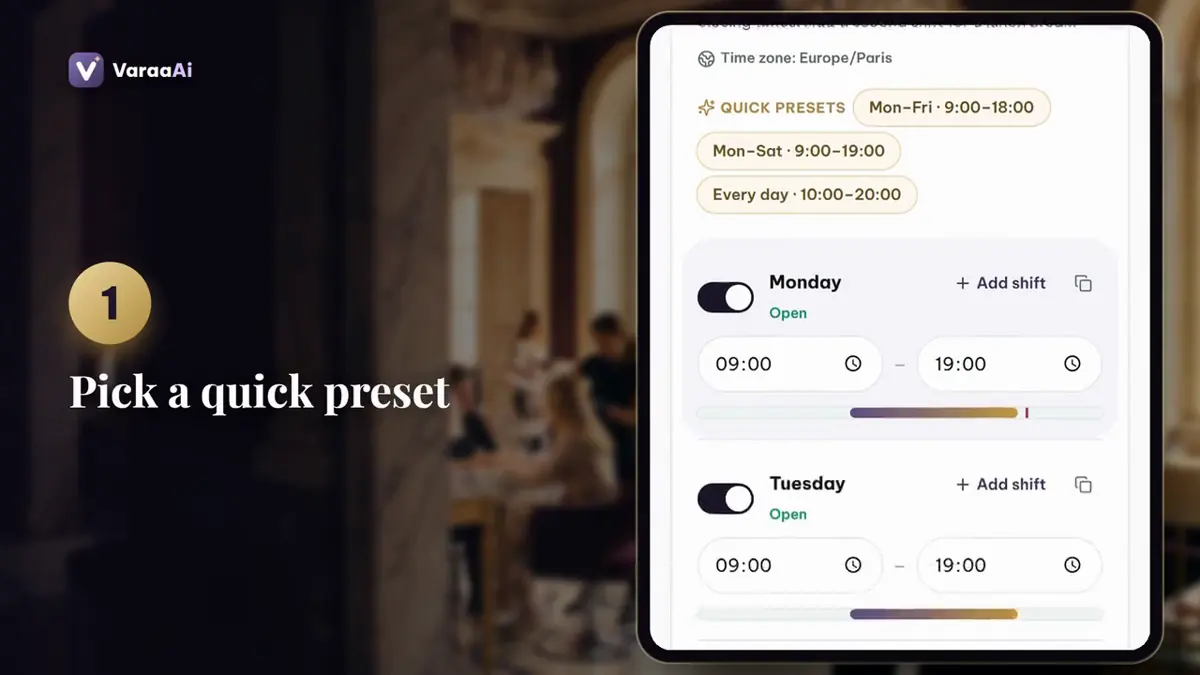 VaraaAi
1
Pick a quick preset
Time zone: Europe/Paris
QUICK PRESETS
Mon–Fri · 9:00–18:00
Mon–Sat · 9:00–19:00
Every day · 10:00–20:00
Monday
+ Add shift
Open
09:00 – 19:00
Tuesday
+ Add shift
Open
09:00 – 19:00